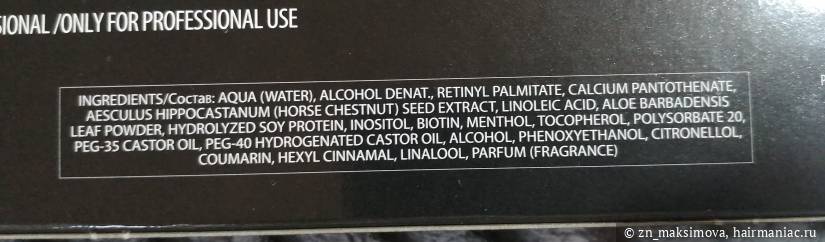 /ONLY FOR PROFESSIONAL USE
INGREDIENTS/Состав: AQUA (WATER), ALCOHOL DENAT., RETINYL PALMITATE, CALCIUM PANTOTHENATE,
AESCULUS HIPPOCASTANUM (HORSE CHESTNUT) SEED EXTRACT, LINOLEIC ACID, ALOE BARBADENSIS
LEAF POWDER, HYDROLYZED SOY PROTEIN, INOSITOL, BIOTIN, MENTHOL, TOCOPHEROL, POLYSORBATE 20,
PEG-35 CASTOR OIL, PEG-40 HYDROGENATED CASTOR OIL, ALCOHOL, PHENOXYETHANOL, CITRONELLOL,
COUMARIN, HEXYL CINNAMAL, LINALOOL, PARFUM (FRAGRANCE)
© zn_maksimova, hairmaniac.ru